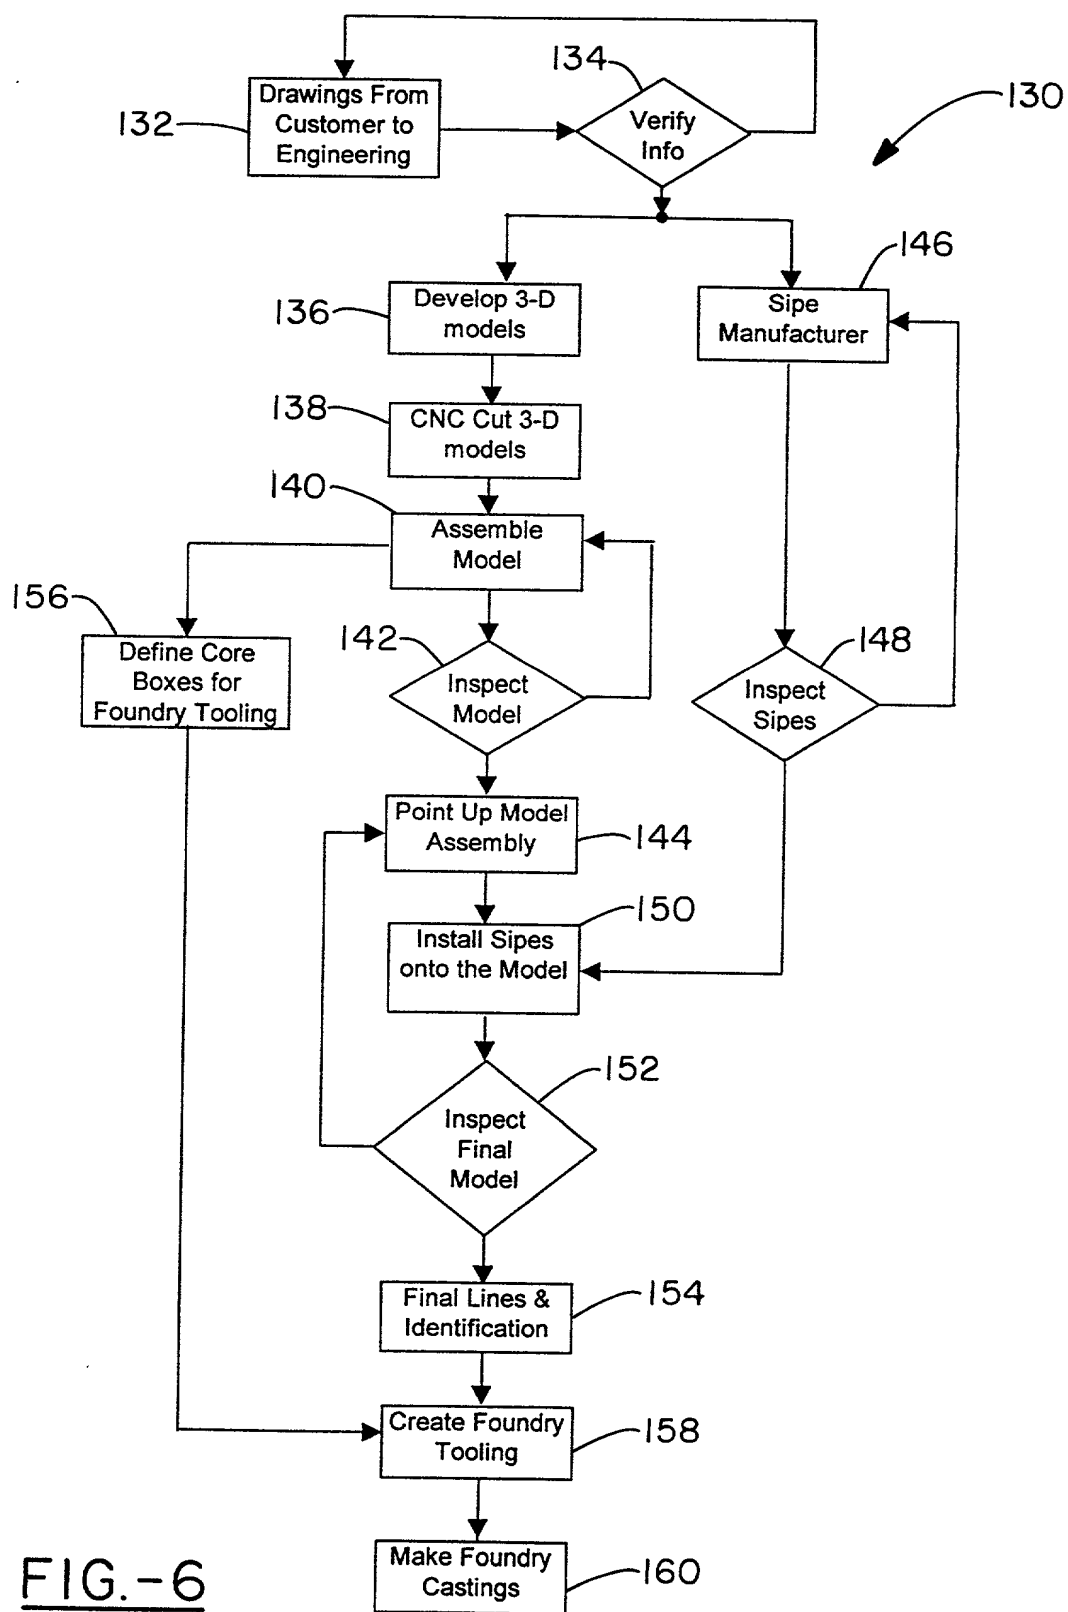 134
130
132
Drawings From
Customer to
Engineering
Verify
Info
146
136
Develop 3-D
models
Sipe
Manufacturer
138
CNC Cut 3-D
models
140
Assemble
Model
156
Define Core
Boxes for
Foundry Tooling
142
Inspect
Model
148
Inspect
Sipes
Point Up Model
Assembly
144
150
Install Sipes
onto the Model
152
Inspect
Final
Model
Final Lines &
Identification
154
Create Foundry
Tooling
158
Make Foundry
Castings
160
FIG.-6